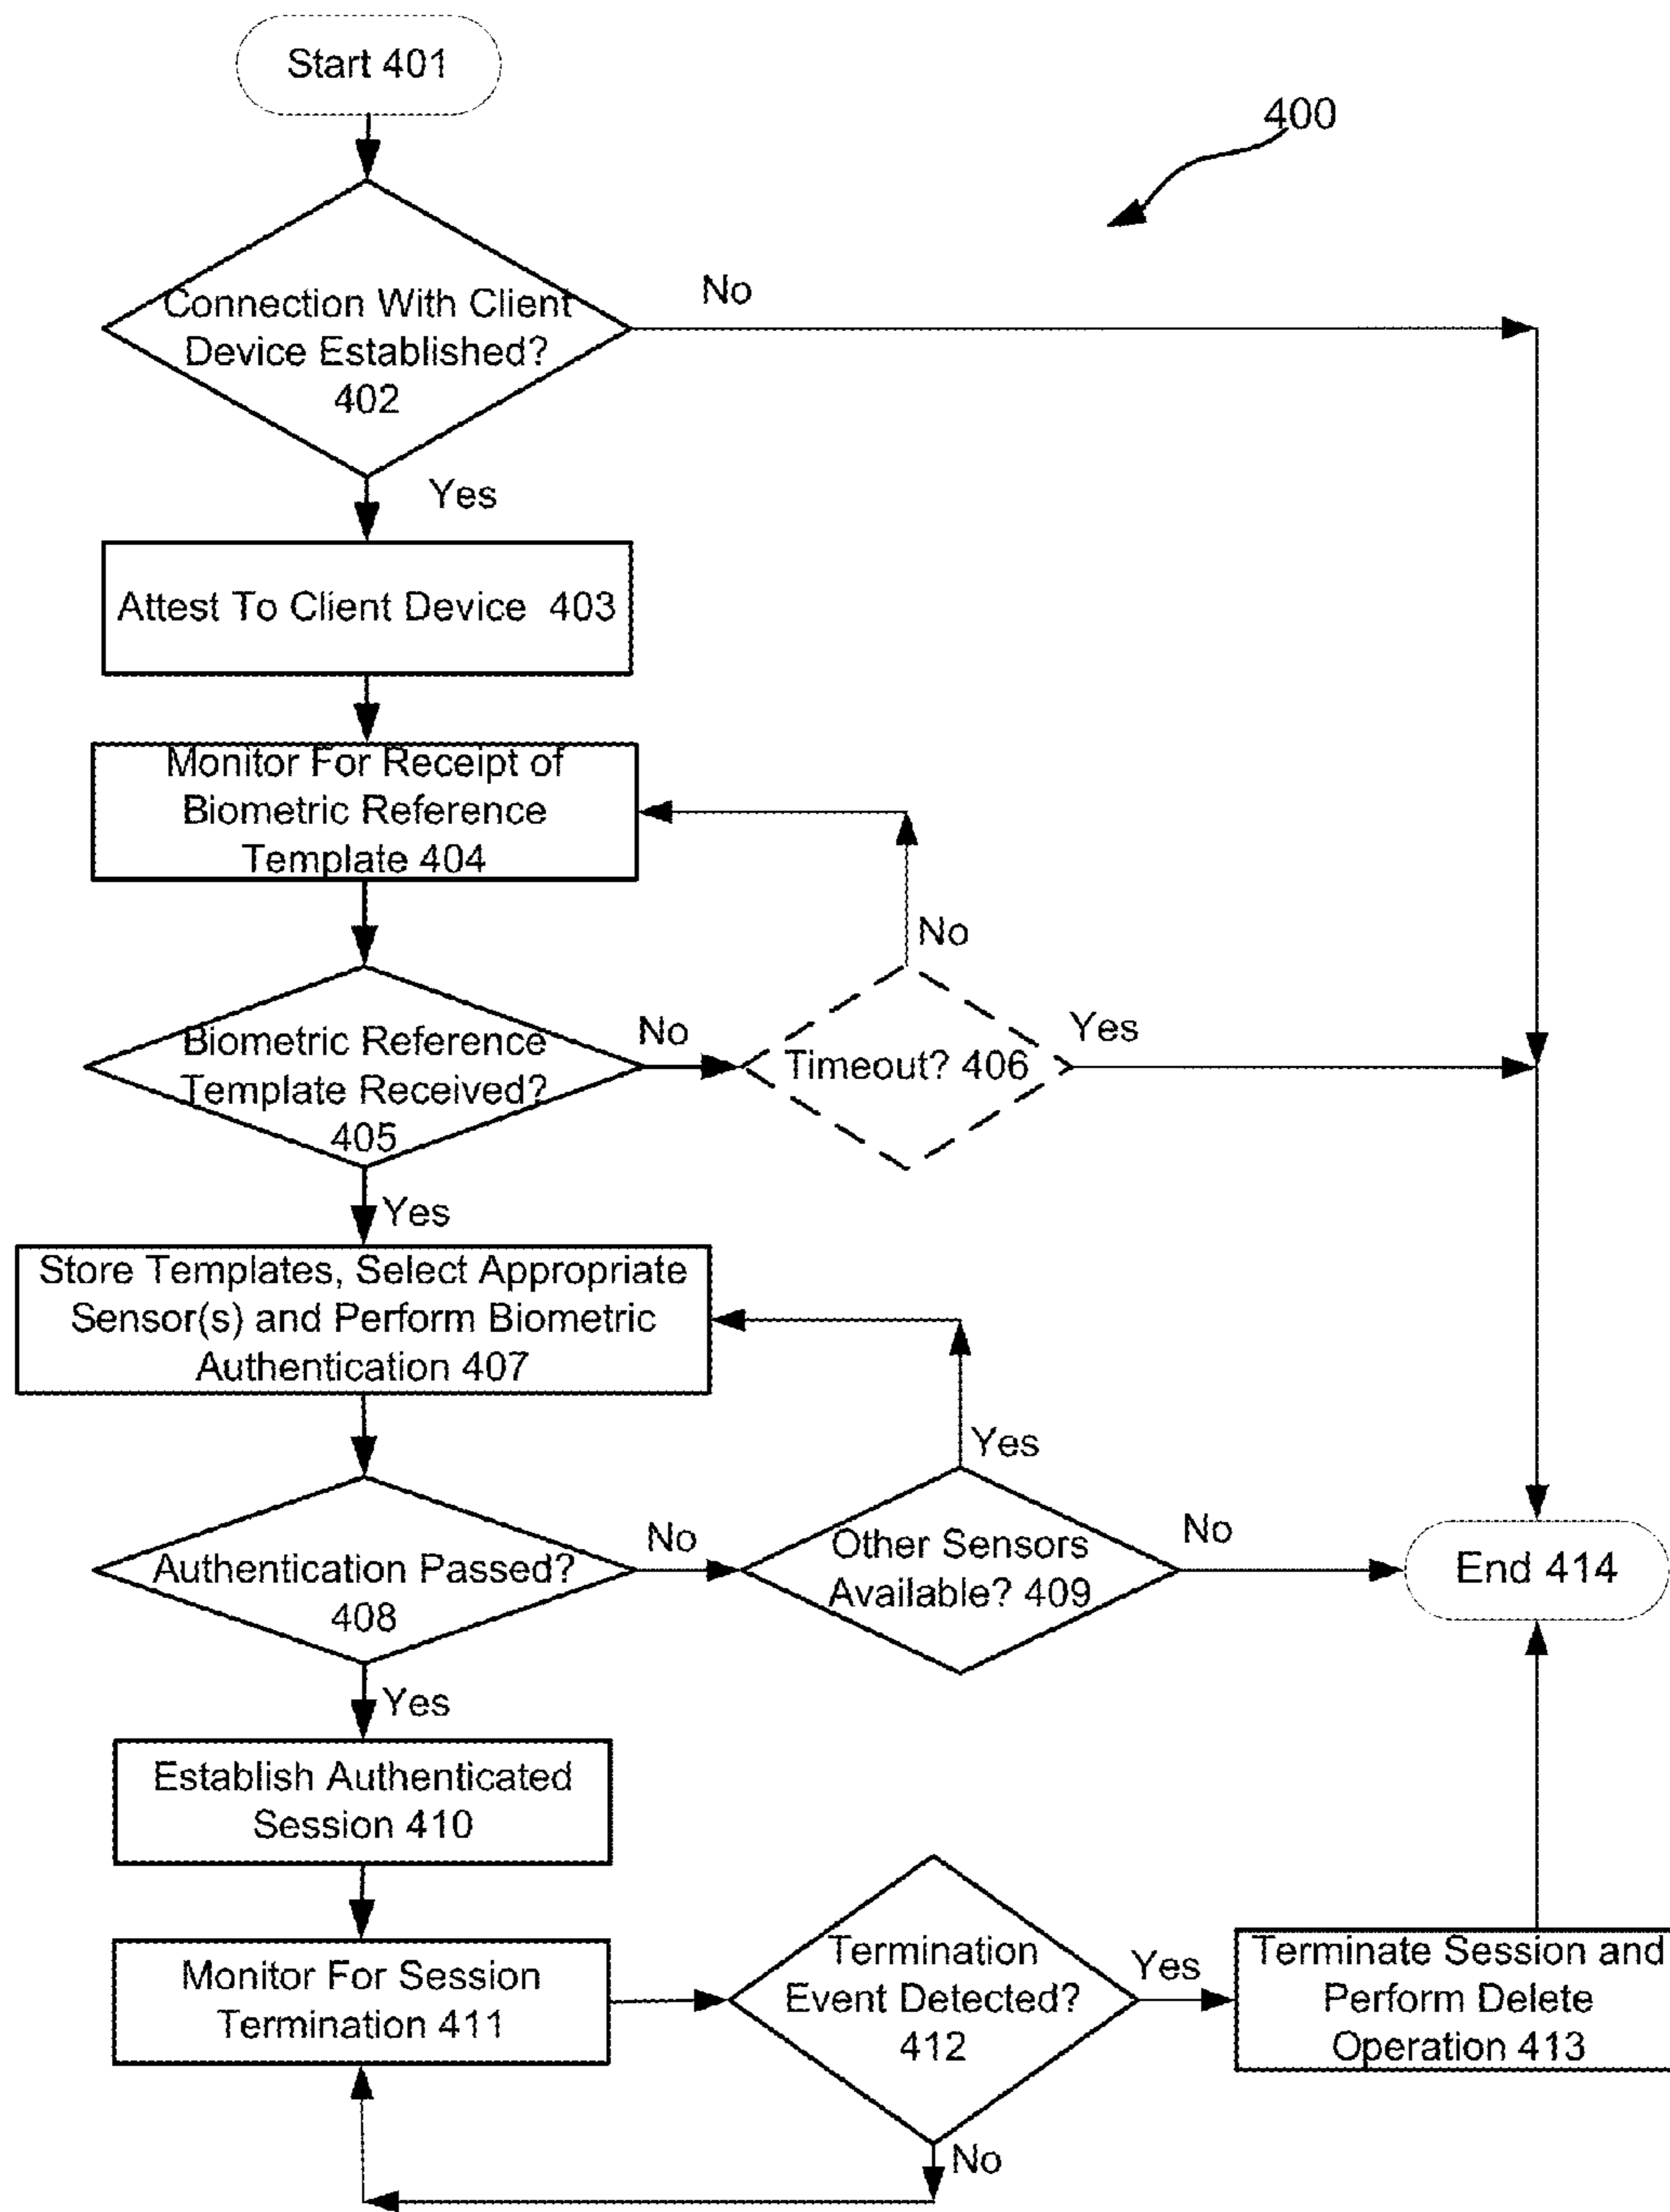 Start 401
400
Connection With Client
Device Established?
402
No
Yes
Attest To Client Device 403
Monitor For Receipt of
Biometric Reference
Template 404
No
Biometric Reference
Template Received?
405
No
Timeout? 406
Yes
Yes
Store Templates, Select Appropriate
Sensor(s) and Perform Biometric
Authentication 407
Yes
Authentication Passed?
408
No
Other Sensors
Available? 409
No
End 414
Yes
Establish Authenticated
Session 410
Monitor For Session
Termination 411
Termination
Event Detected?
412
Yes
Terminate Session and
Perform Delete
Operation 413
No